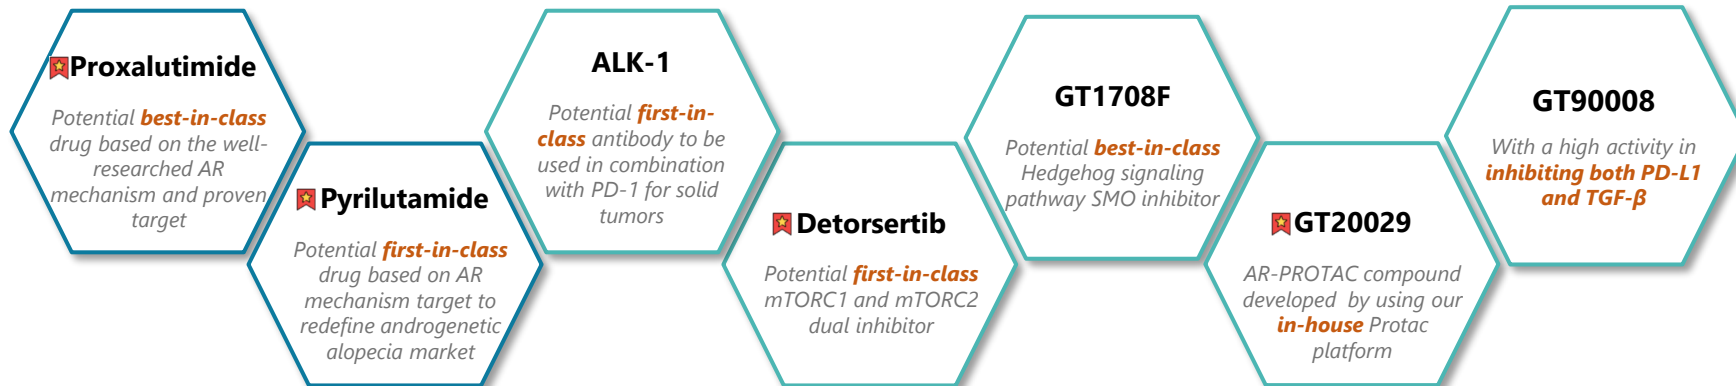 Proxalutimide
Potential best-in-class
drug based on the well-
researched AR
mechanism and proven
target
Pyrilutamide
Potential first-in-class
drug based on AR
mechanism target to
redefine androgenetic
alopecia market
ALK-1
Potential first-in-
class antibody to be
used in combination
with PD-1 for solid
tumors
Detorsertib
Potential first-in-class
mTORC1 and mTORC2
dual inhibitor
GT1708F
Potential best-in-class
Hedgehog signaling
pathway SMO inhibitor
GT20029
AR-PROTAC compound
developed by using our
in-house Protac
platform
GT90008
With a high activity in
inhibiting both PD-L1
and TGF-β